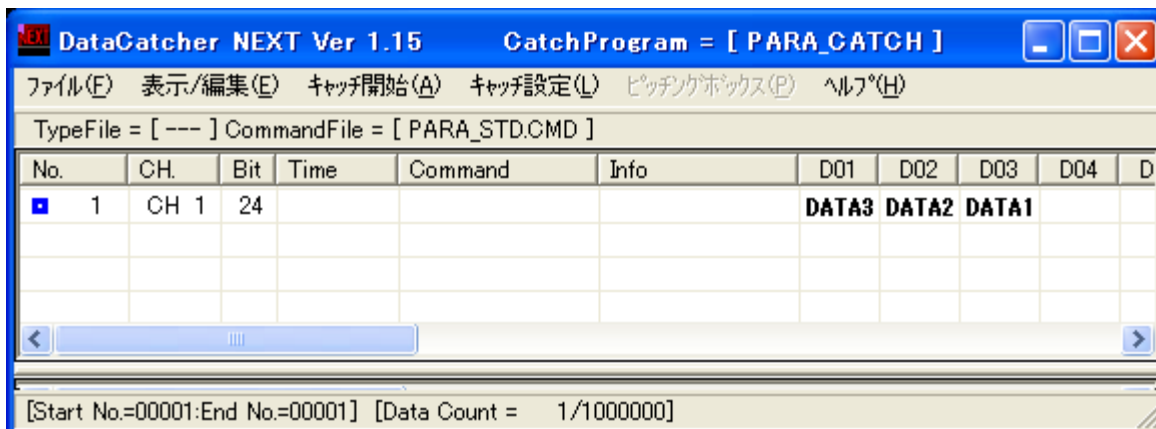 NEXT DataCatcher NEXT Ver 1.15 CatchProgram = [ PARA_CATCH ]
ファイル(F) 表示/編集(E) キャッチ開始(A) キャッチ設定(L) ピッチングボックス(P) ヘルプ(H)
TypeFile = [ --- ] CommandFile = [ PARA_STD.CMD ]
No. CH. Bit Time Command Info D01 D02 D03 D04 D
1 CH 1 24 DATA3 DATA2 DATA1
[Start No.=00001:End No.=00001] [Data Count = 1/1000000]